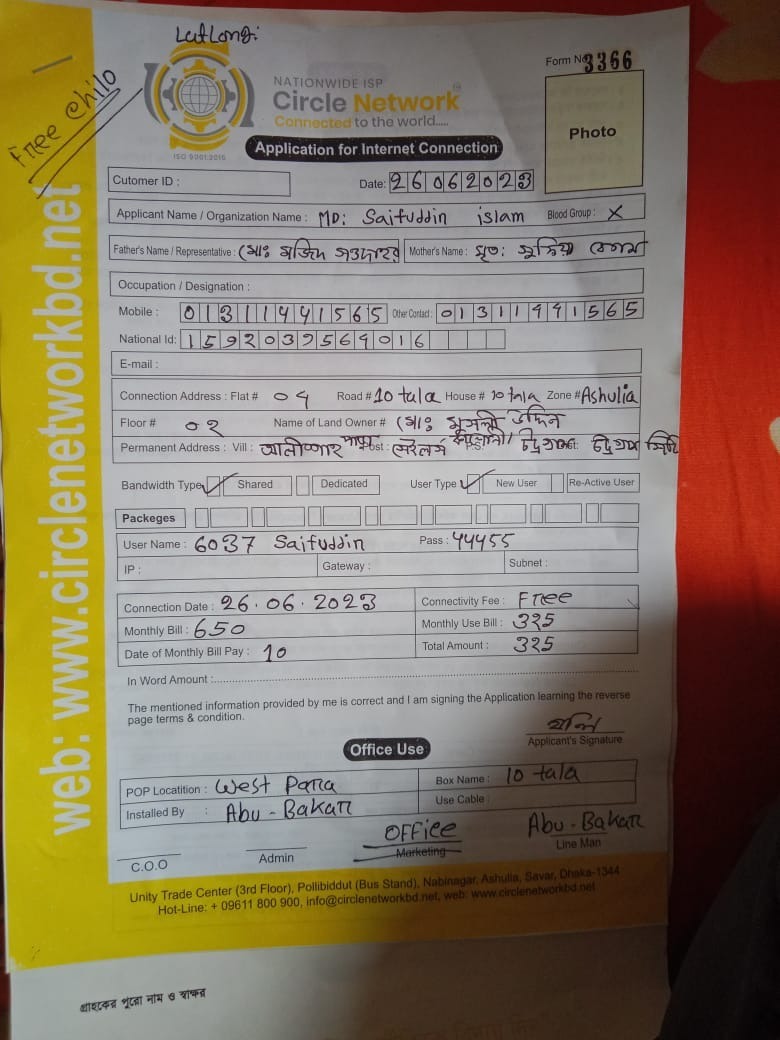 LatLong:
Free chilo
Form No 3366
NATIONWIDE ISP
Circle Network
Connected to the world.....
ISO 9001:2015
Application for Internet Connection
Photo
Cutomer ID :
Date: 26062023
Applicant Name / Organization Name : MD: Saifuddin islam Blood Group : X
Father's Name / Representative : মোঃ মজিদ সরদার Mother's Name : মৃত: সুফিয়া বেগম
Occupation / Designation :
Mobile : 01311441565 Other Contact : 01311441565
National Id: 1592037569016
E-mail :
Connection Address : Flat # 04 Road # 10 tala House # 10 tala Zone # Ashulia
Floor # 02 Name of Land Owner # মোঃ উদ্দিন
Permanent Address : Vill : Post : P.S:
Bandwidth Type ✓ Shared Dedicated User Type ✓ New User Re-Active User
Packeges
User Name : 6037 Saifuddin Pass : 44455
IP : Gateway : Subnet :
Connection Date : 26.06.2023 Connectivity Fee : Free
Monthly Bill : 650 Monthly Use Bill : 325
Date of Monthly Bill Pay : 10 Total Amount : 325
In Word Amount :
The mentioned information provided by me is correct and I am signing the Application learning the reverse
page terms & condition.
Applicant's Signature
Office Use
POP Locatition : West Para Box Name : 10 tala
Installed By : Abu-Bakar Use Cable :
OFFice Abu-Bakar
C.O.O Admin Marketing Line Man
Unity Trade Center (3rd Floor), Pollibiddut (Bus Stand), Nabinagar, Ashulia, Savar, Dhaka-1344
Hot-Line: + 09611 800 900, info@circlenetworkbd.net, web: www.circlenetworkbd.net
web: www.circlenetworkbd.net
গ্রাহকের পুরো নাম ও স্বাক্ষর